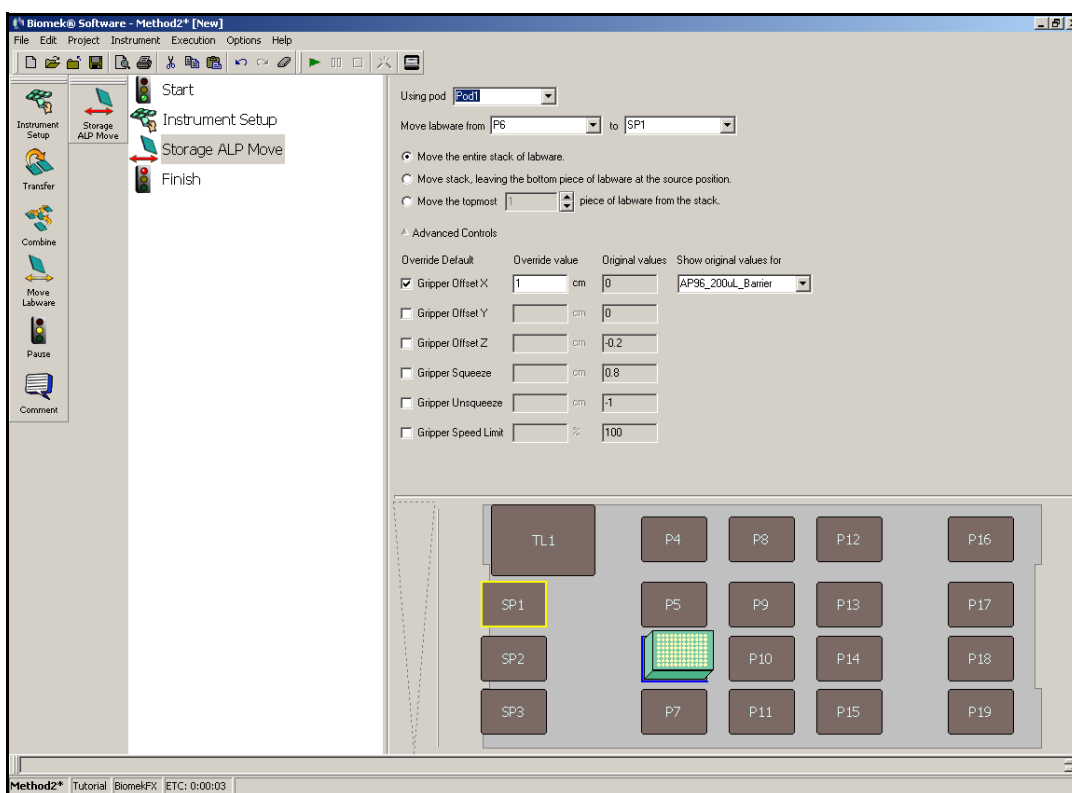 Biomek® Software - Method2* [New]
File Edit Project Instrument Execution Options Help
Instrument Setup
Transfer
Combine
Move Labware
Pause
Comment
Storage ALP Move
Start
Instrument Setup
Storage ALP Move
Finish
Using pod Pod1
Move labware from P6 to SP1
Move the entire stack of labware.
Move stack, leaving the bottom piece of labware at the source position.
Move the topmost 1 piece of labware from the stack.
Advanced Controls
Override Default Override value Original values Show original values for
Gripper Offset X 1 cm 0 AP96_200uL_Barrier
Gripper Offset Y cm 0
Gripper Offset Z cm -0.2
Gripper Squeeze cm 0.8
Gripper Unsqueeze cm -1
Gripper Speed Limit % 100
TL1 P4 P8 P12 P16
SP1 P5 P9 P13 P17
SP2 P10 P14 P18
SP3 P7 P11 P15 P19
Method2* Tutorial BiomekFX ETC: 0:00:03